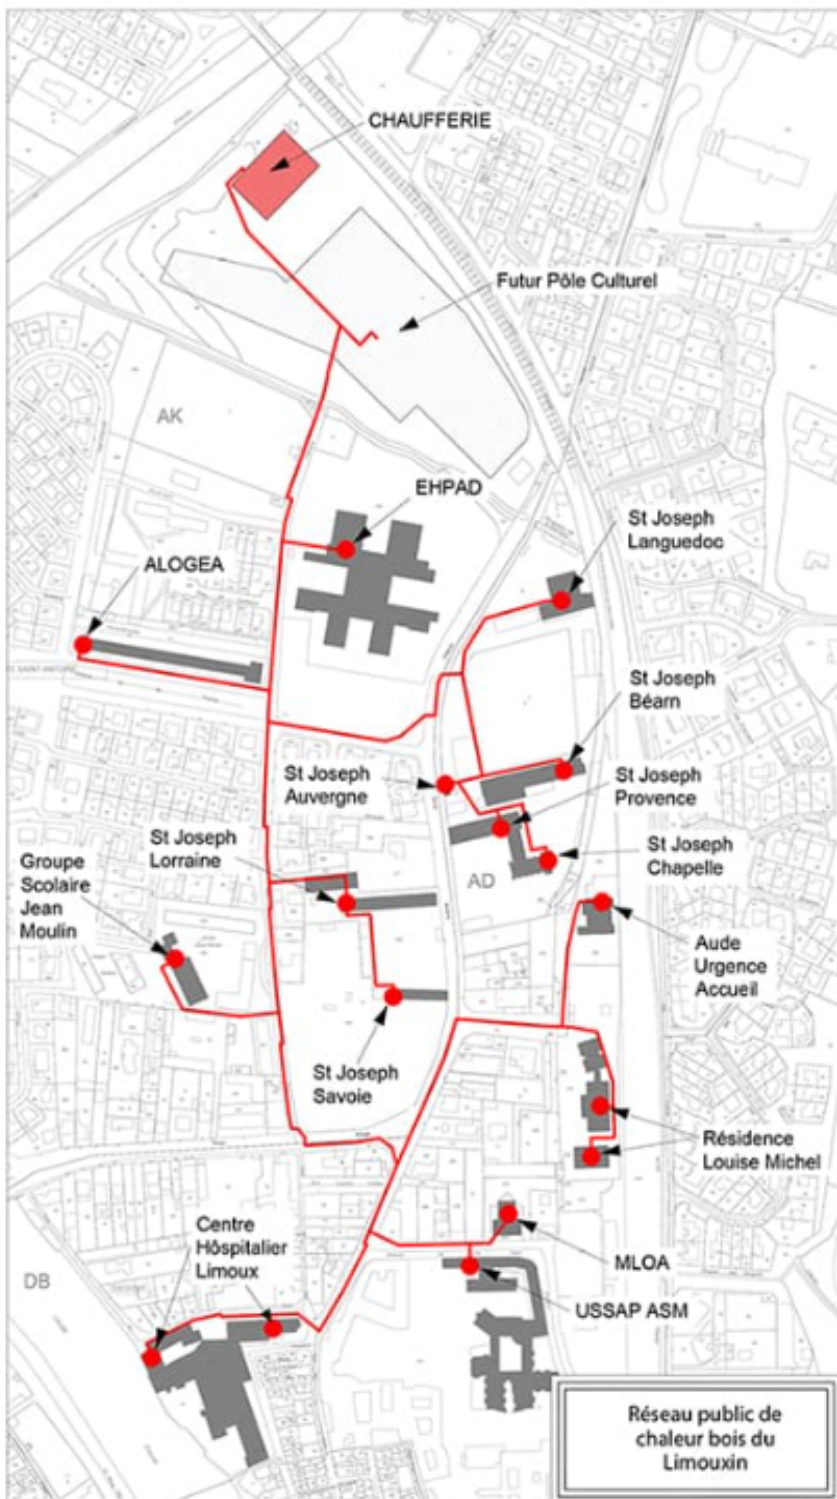 CHAUFFERIE
Futur Pôle Culturel
AK
EHPAD
St Joseph
Languedoc
ALOGEA
St Joseph
Béarn
St Joseph
Auvergne
St Joseph
Provence
St Joseph
Lorraine
St Joseph
Chapelle
Groupe
Scolaire
Jean
Moulin
AD
Aude
Urgence
Accueil
St Joseph
Savoie
Résidence
Louise Michel
Centre
Hôspitalier
Limoux
MLOA
DB
USSAP ASM
Réseau public de
chaleur bois du
Limouxin